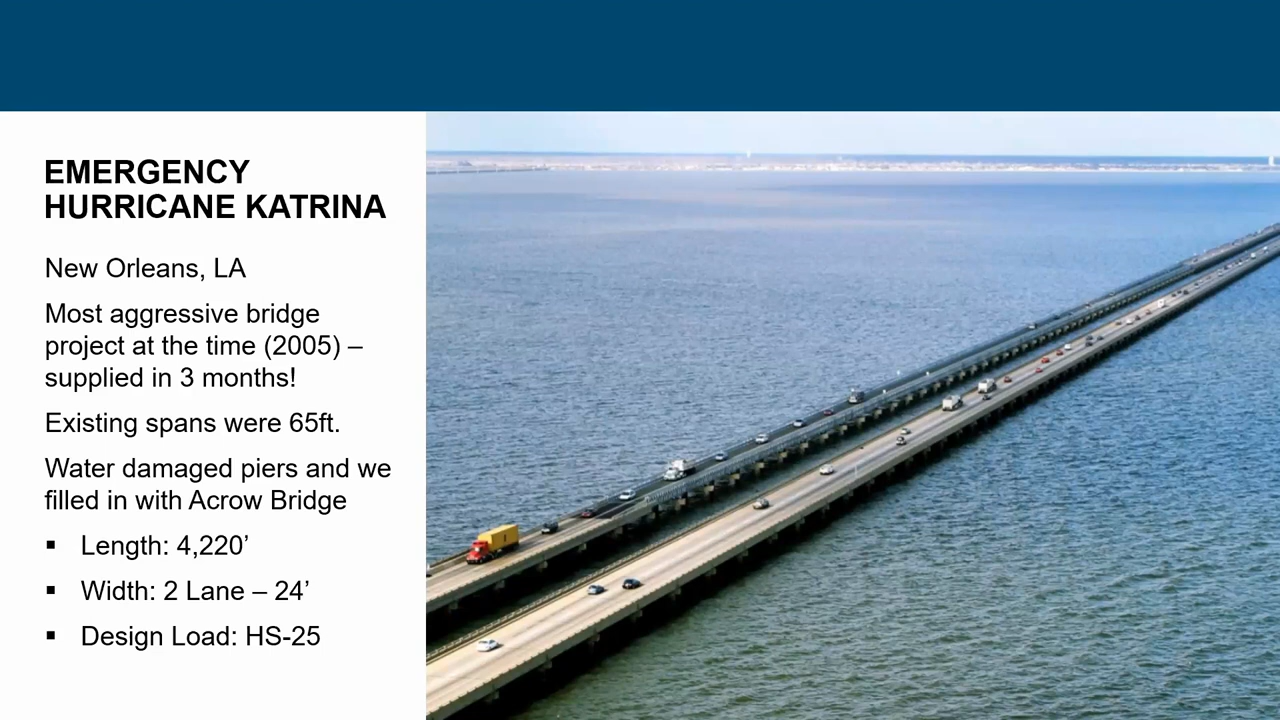 EMERGENCY
HURRICANE KATRINA
New Orleans, LA
Most aggressive bridge
project at the time (2005) –
supplied in 3 months!
Existing spans were 65ft.
Water damaged piers and we
filled in with Acrow Bridge
▪ Length: 4,220’
▪ Width: 2 Lane – 24’
▪ Design Load: HS-25